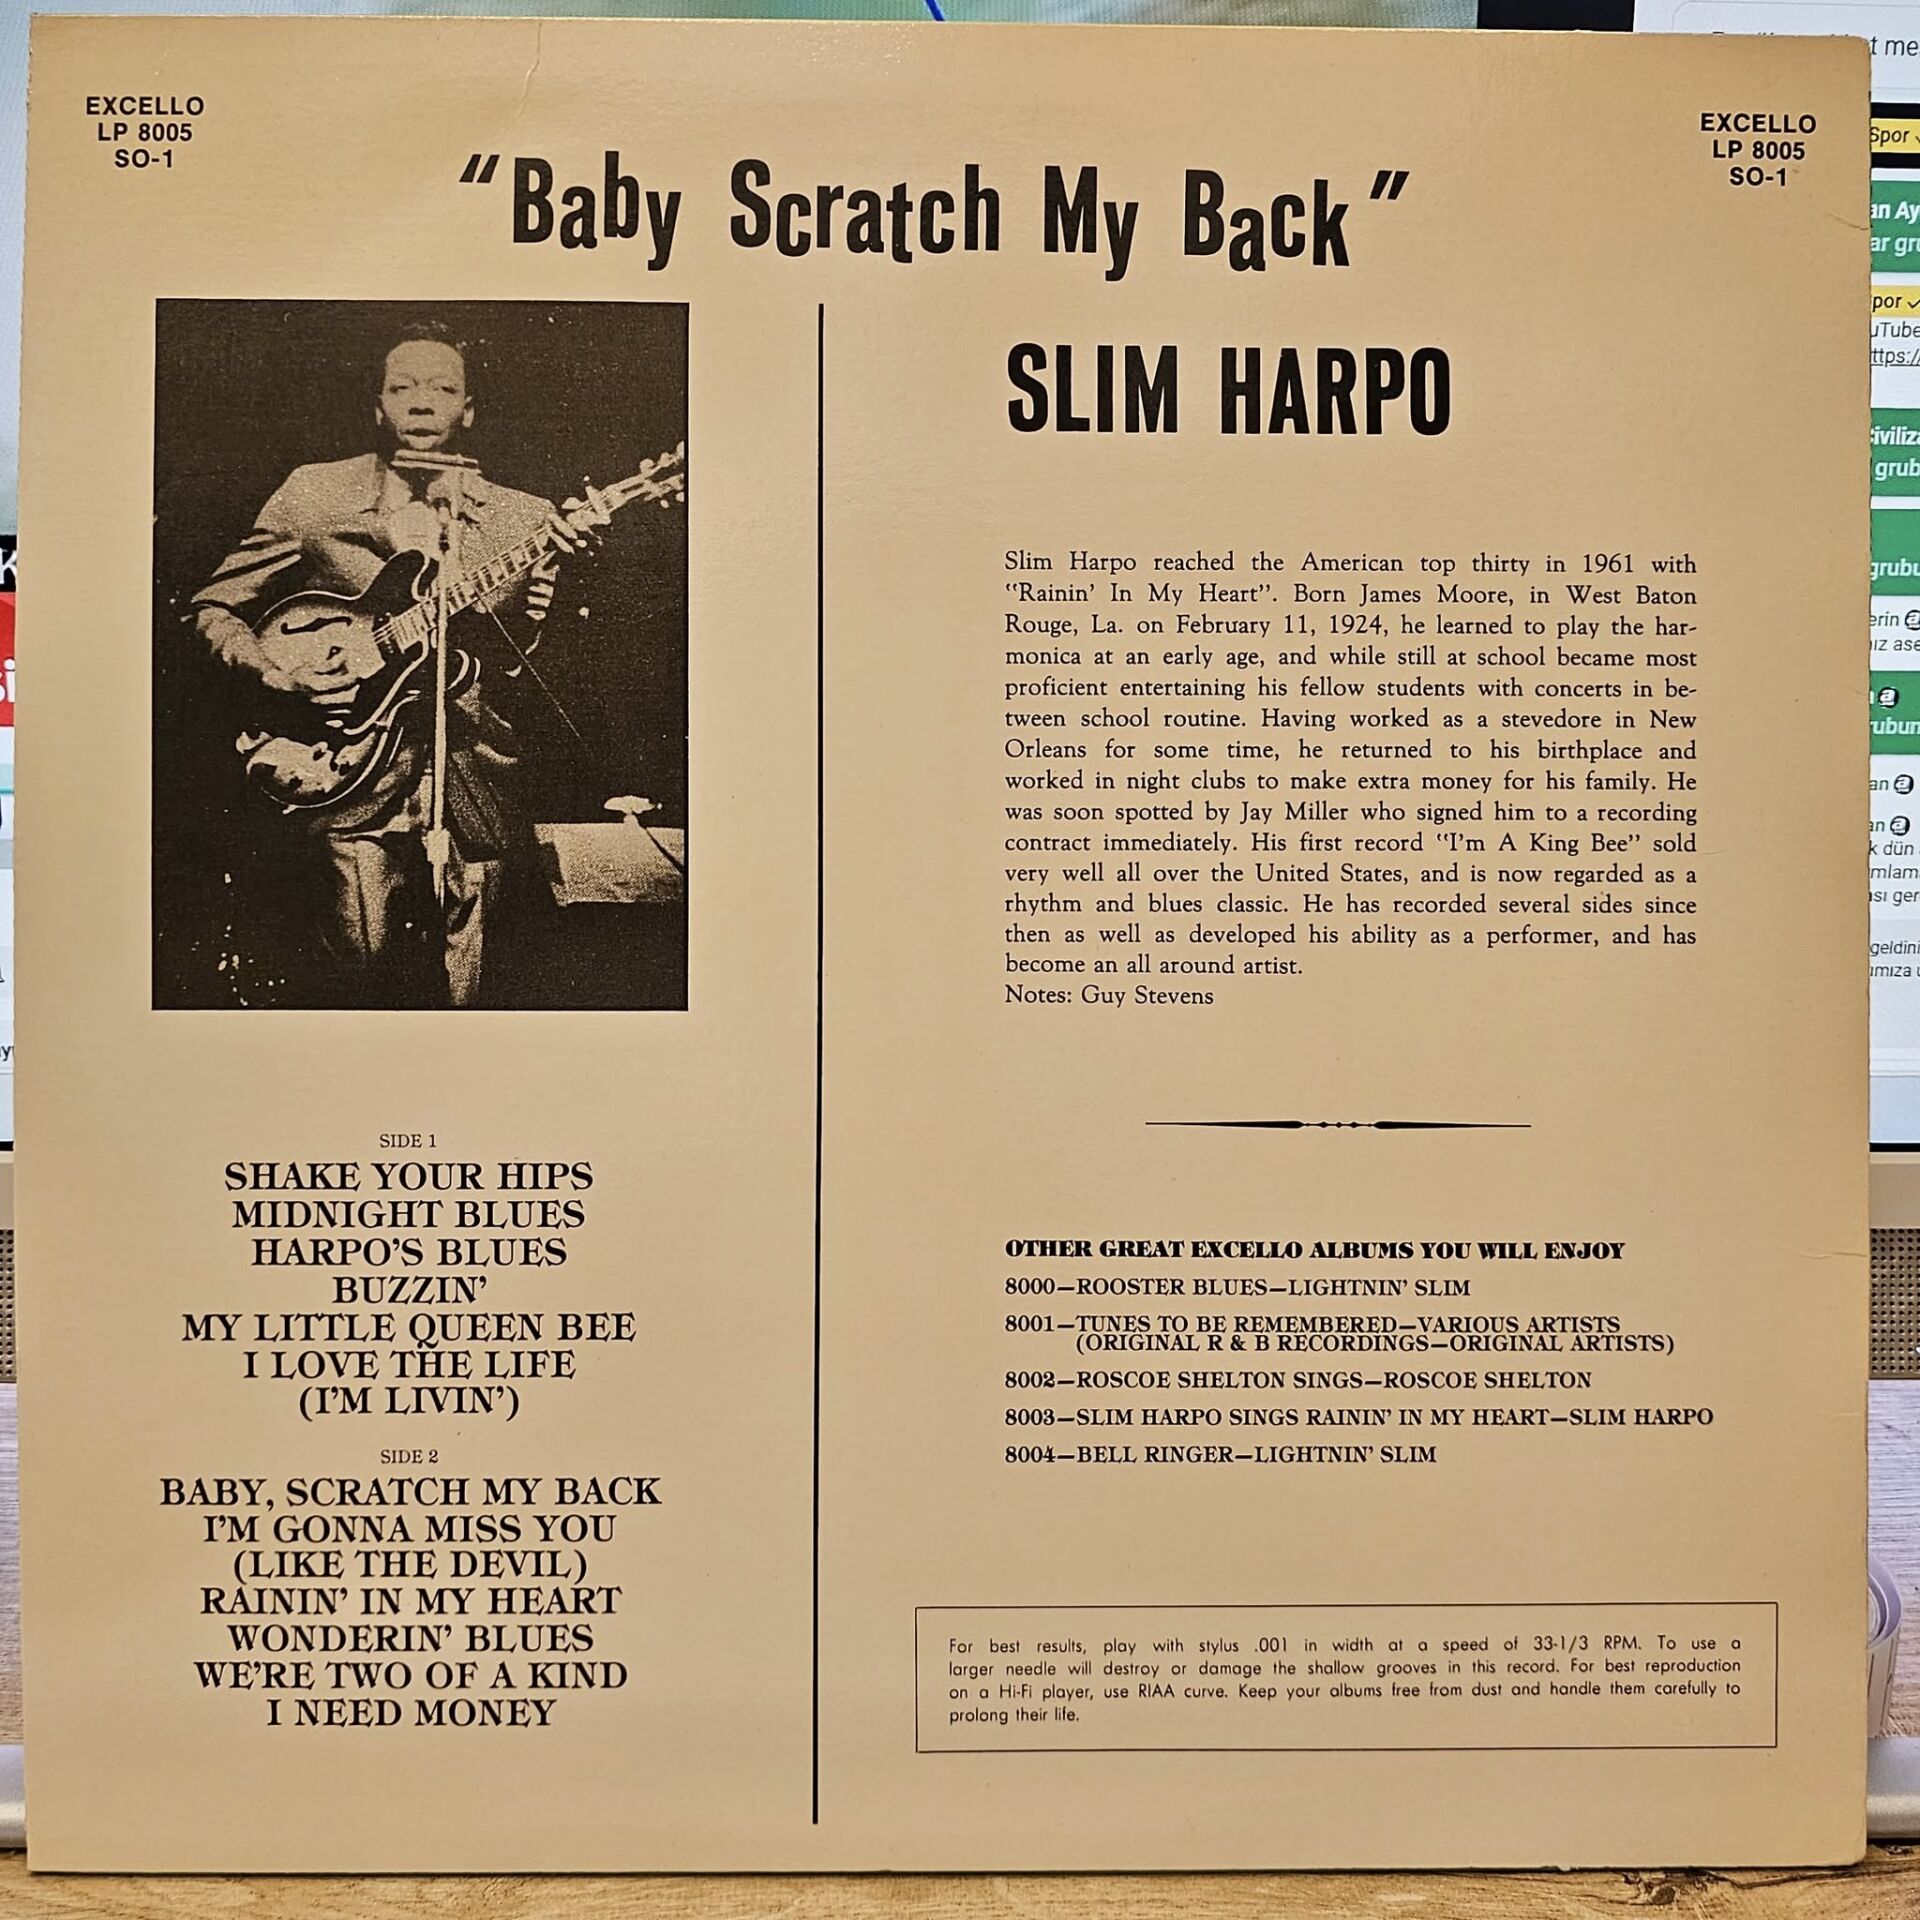 EXCELLO
LP 8005
SO-1
EXCELLO
LP 8005
SO-1
"Baby Scratch My Back"
SLIM HARPO
Slim Harpo reached the American top thirty in 1961 with
"Rainin' In My Heart". Born James Moore, in West Baton
Rouge, La. on February 11, 1924, he learned to play the har-
monica at an early age, and while still at school became most
proficient entertaining his fellow students with concerts in be-
tween school routine. Having worked as a stevedore in New
Orleans for some time, he returned to his birthplace and
worked in night clubs to make extra money for his family. He
was soon spotted by Jay Miller who signed him to a recording
contract immediately. His first record "I'm A King Bee" sold
very well all over the United States, and is now regarded as a
rhythm and blues classic. He has recorded several sides since
then as well as developed his ability as a performer, and has
become an all around artist.
Notes: Guy Stevens
SIDE 1
SHAKE YOUR HIPS
MIDNIGHT BLUES
HARPO'S BLUES
BUZZIN'
MY LITTLE QUEEN BEE
I LOVE THE LIFE
(I'M LIVIN')
SIDE 2
BABY, SCRATCH MY BACK
I'M GONNA MISS YOU
(LIKE THE DEVIL)
RAININ' IN MY HEART
WONDERIN' BLUES
WE'RE TWO OF A KIND
I NEED MONEY
OTHER GREAT EXCELLO ALBUMS YOU WILL ENJOY
8000—ROOSTER BLUES—LIGHTNIN' SLIM
8001—TUNES TO BE REMEMBERED—VARIOUS ARTISTS
(ORIGINAL R & B RECORDINGS—ORIGINAL ARTISTS)
8002—ROSCOE SHELTON SINGS—ROSCOE SHELTON
8003—SLIM HARPO SINGS RAININ' IN MY HEART—SLIM HARPO
8004—BELL RINGER—LIGHTNIN' SLIM
For best results, play with stylus .001 in width at a speed of 33-1/3 RPM. To use a
larger needle will destroy or damage the shallow grooves in this record. For best reproduction
on a Hi-Fi player, use RIAA curve. Keep your albums free from dust and handle them carefully to
prolong their life.